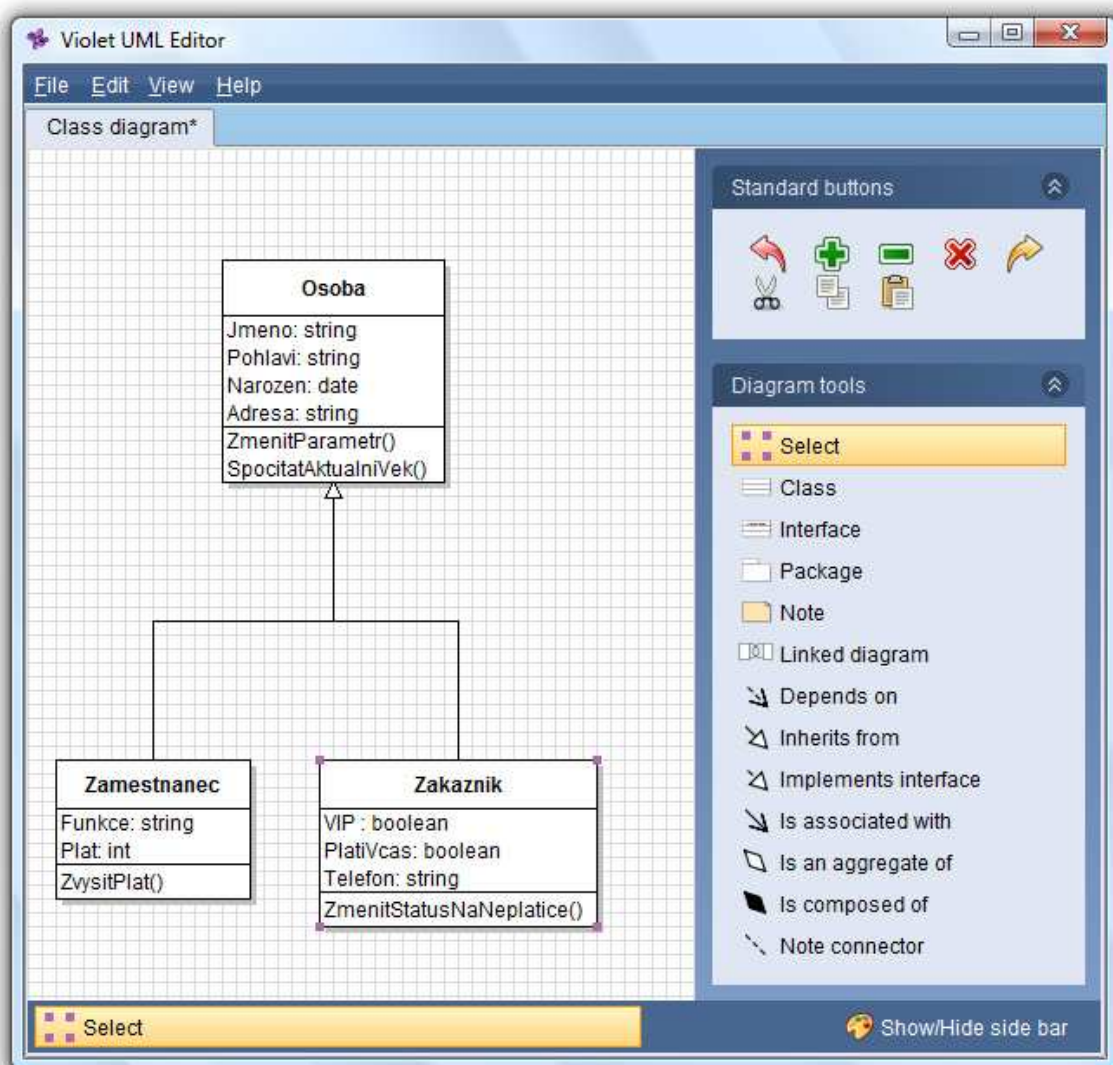 Violet UML Editor
File Edit View Help
Class diagram*
Osoba
Jmeno: string
Pohlavi: string
Narozen: date
Adresa: string
ZmenitParametr()
SpocitatAktualniVek()
Zamestnanec
Funkce: string
Plat: int
ZvysitPlat()
Zakaznik
VIP : boolean
PlatiVcas: boolean
Telefon: string
ZmenitStatusNaNeplatice()
Standard buttons
Diagram tools
Select
Class
Interface
Package
Note
Linked diagram
Depends on
Inherits from
Implements interface
Is associated with
Is an aggregate of
Is composed of
Note connector
Select
Show/Hide side bar